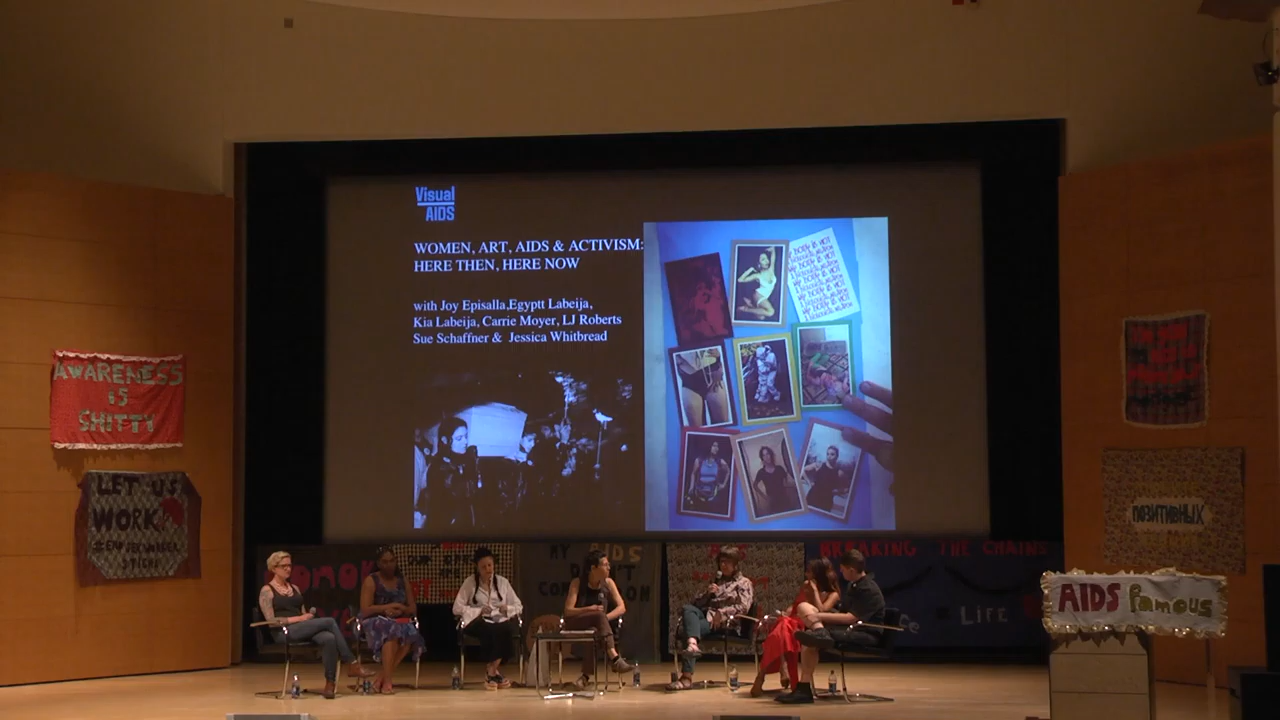 Visual
AIDS
WOMEN, ART, AIDS & ACTIVISM:
HERE THEN, HERE NOW
with Joy Episalla,Egyptt Labeija,
Kia Labeija, Carrie Moyer, LJ Roberts
Sue Schaffner & Jessica Whitbread
AWARENESS
IS
SHITTY
LET US
WORK
ПОЗИТИВНЫХ
MY AIDS
DON'T
BREAKING THE CHAINS
LIFE
AIDS Famous